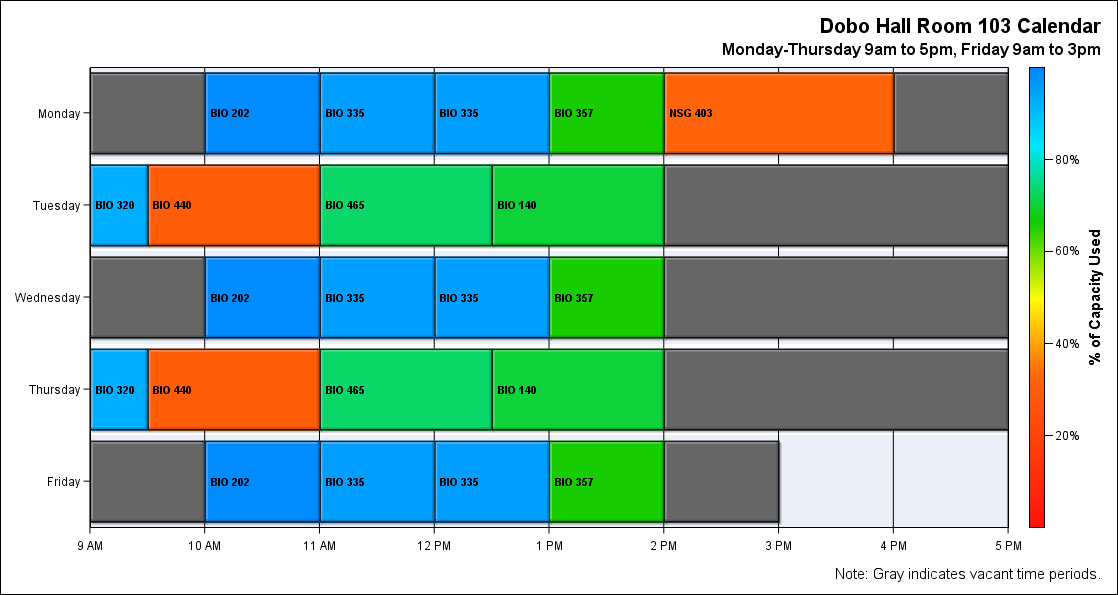 Dobo Hall Room 103 Calendar
Monday-Thursday 9am to 5pm, Friday 9am to 3pm
Monday
BIO 202
BIO 335
BIO 335
BIO 357
NSG 403
Tuesday
BIO 320
BIO 440
BIO 465
BIO 140
Wednesday
BIO 202
BIO 335
BIO 335
BIO 357
Thursday
BIO 320
BIO 440
BIO 465
BIO 140
Friday
BIO 202
BIO 335
BIO 335
BIO 357
9 AM
10 AM
11 AM
12 PM
1 PM
2 PM
3 PM
4 PM
5 PM
80%
60%
40%
20%
% of Capacity Used
Note: Gray indicates vacant time periods.